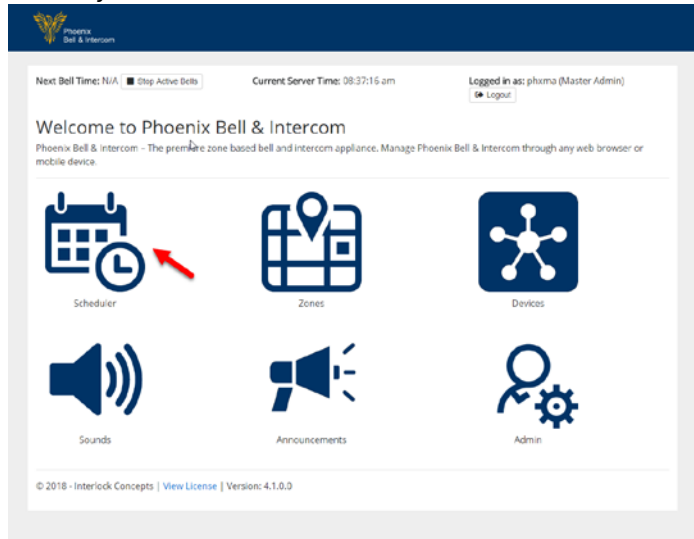 Phoenix
Bell & Intercom
Next Bell Time: N/A Stop Active Bells Current Server Time: 08:37:16 am Logged in as: phxma (Master Admin)
Logout
Welcome to Phoenix Bell & Intercom
Phoenix Bell & Intercom – The premiere zone based bell and intercom appliance. Manage Phoenix Bell & Intercom through any web browser or
mobile device.
Scheduler Zones Devices
Sounds Announcements Admin
© 2018 - Interlock Concepts | View License | Version: 4.1.0.0